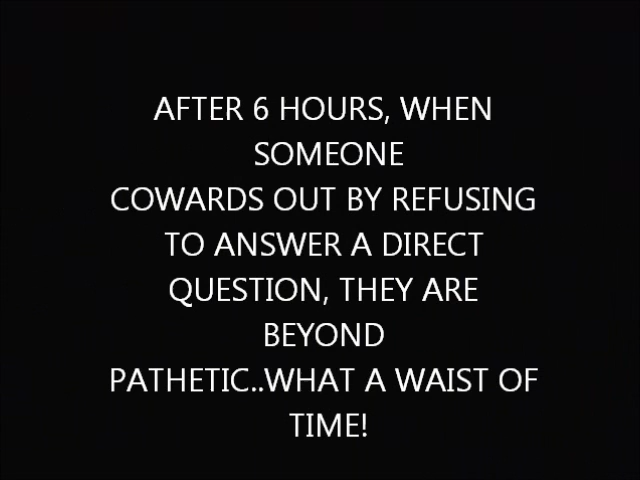 AFTER 6 HOURS, WHEN
SOMEONE
COWARDS OUT BY REFUSING
TO ANSWER A DIRECT
QUESTION, THEY ARE
BEYOND
PATHETIC..WHAT A WAIST OF
TIME!